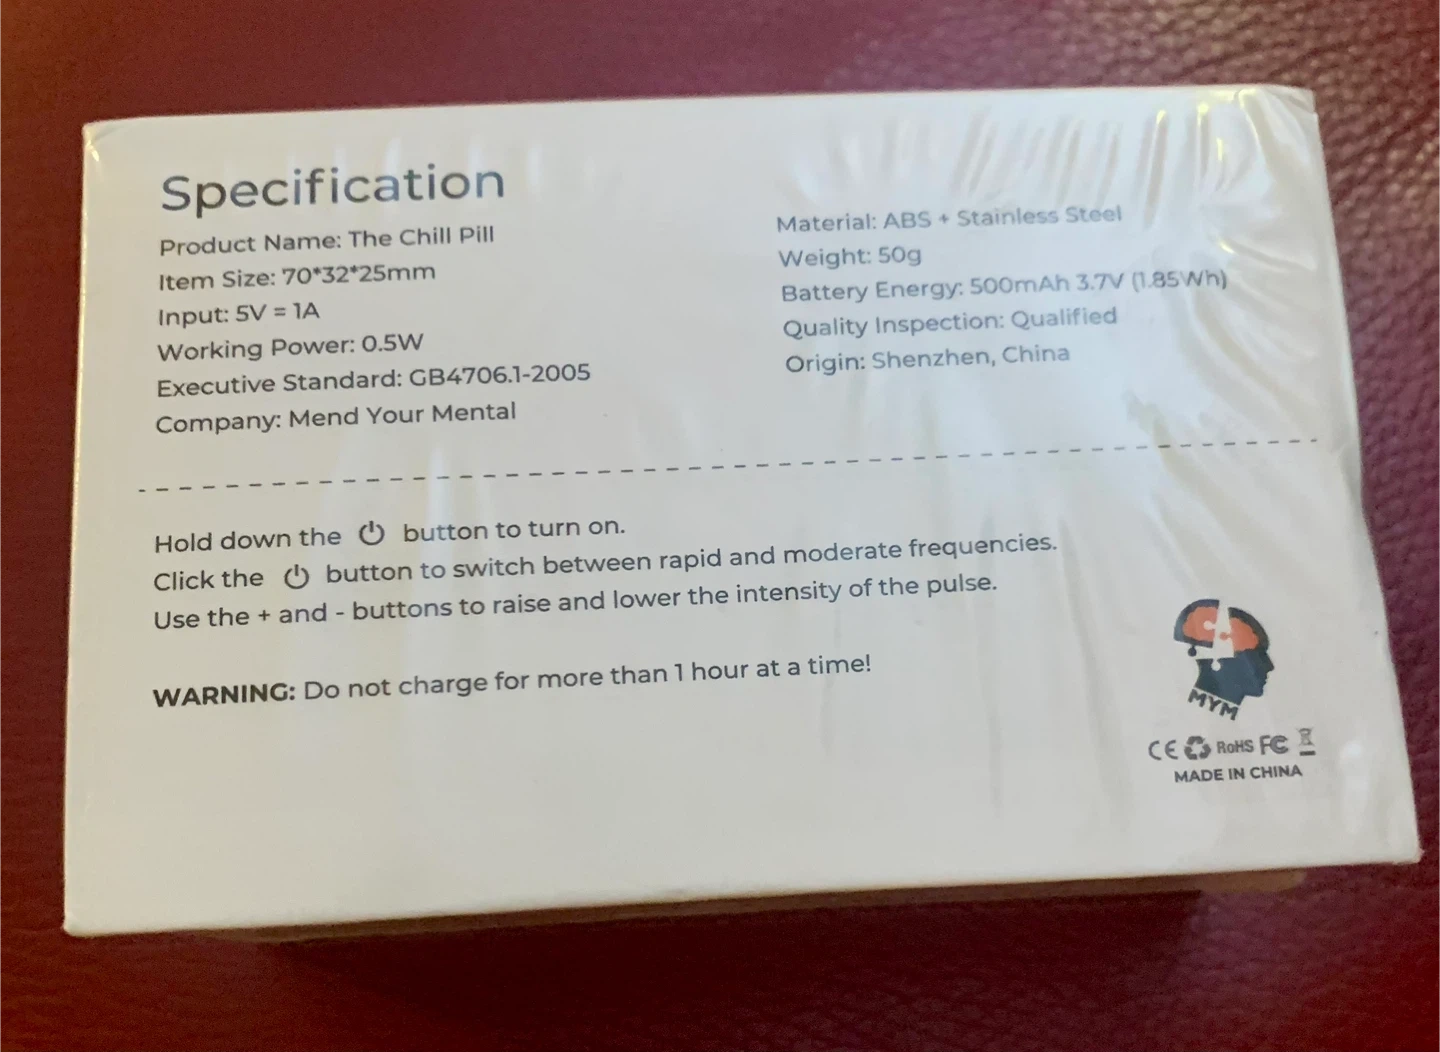 Specification
Product Name: The Chill Pill
Item Size: 70*32*25mm
Input: 5V = 1A
Working Power: 0.5W
Executive Standard: GB4706.1-2005
Company: Mend Your Mental
Material: ABS + Stainless Steel
Weight: 50g
Battery Energy: 500mAh 3.7V (1.85Wh)
Quality Inspection: Qualified
Origin: Shenzhen, China
Hold down the button to turn on.
Click the button to switch between rapid and moderate frequencies.
Use the + and - buttons to raise and lower the intensity of the pulse.
WARNING: Do not charge for more than 1 hour at a time!
MYM
CE RoHS FC
MADE IN CHINA